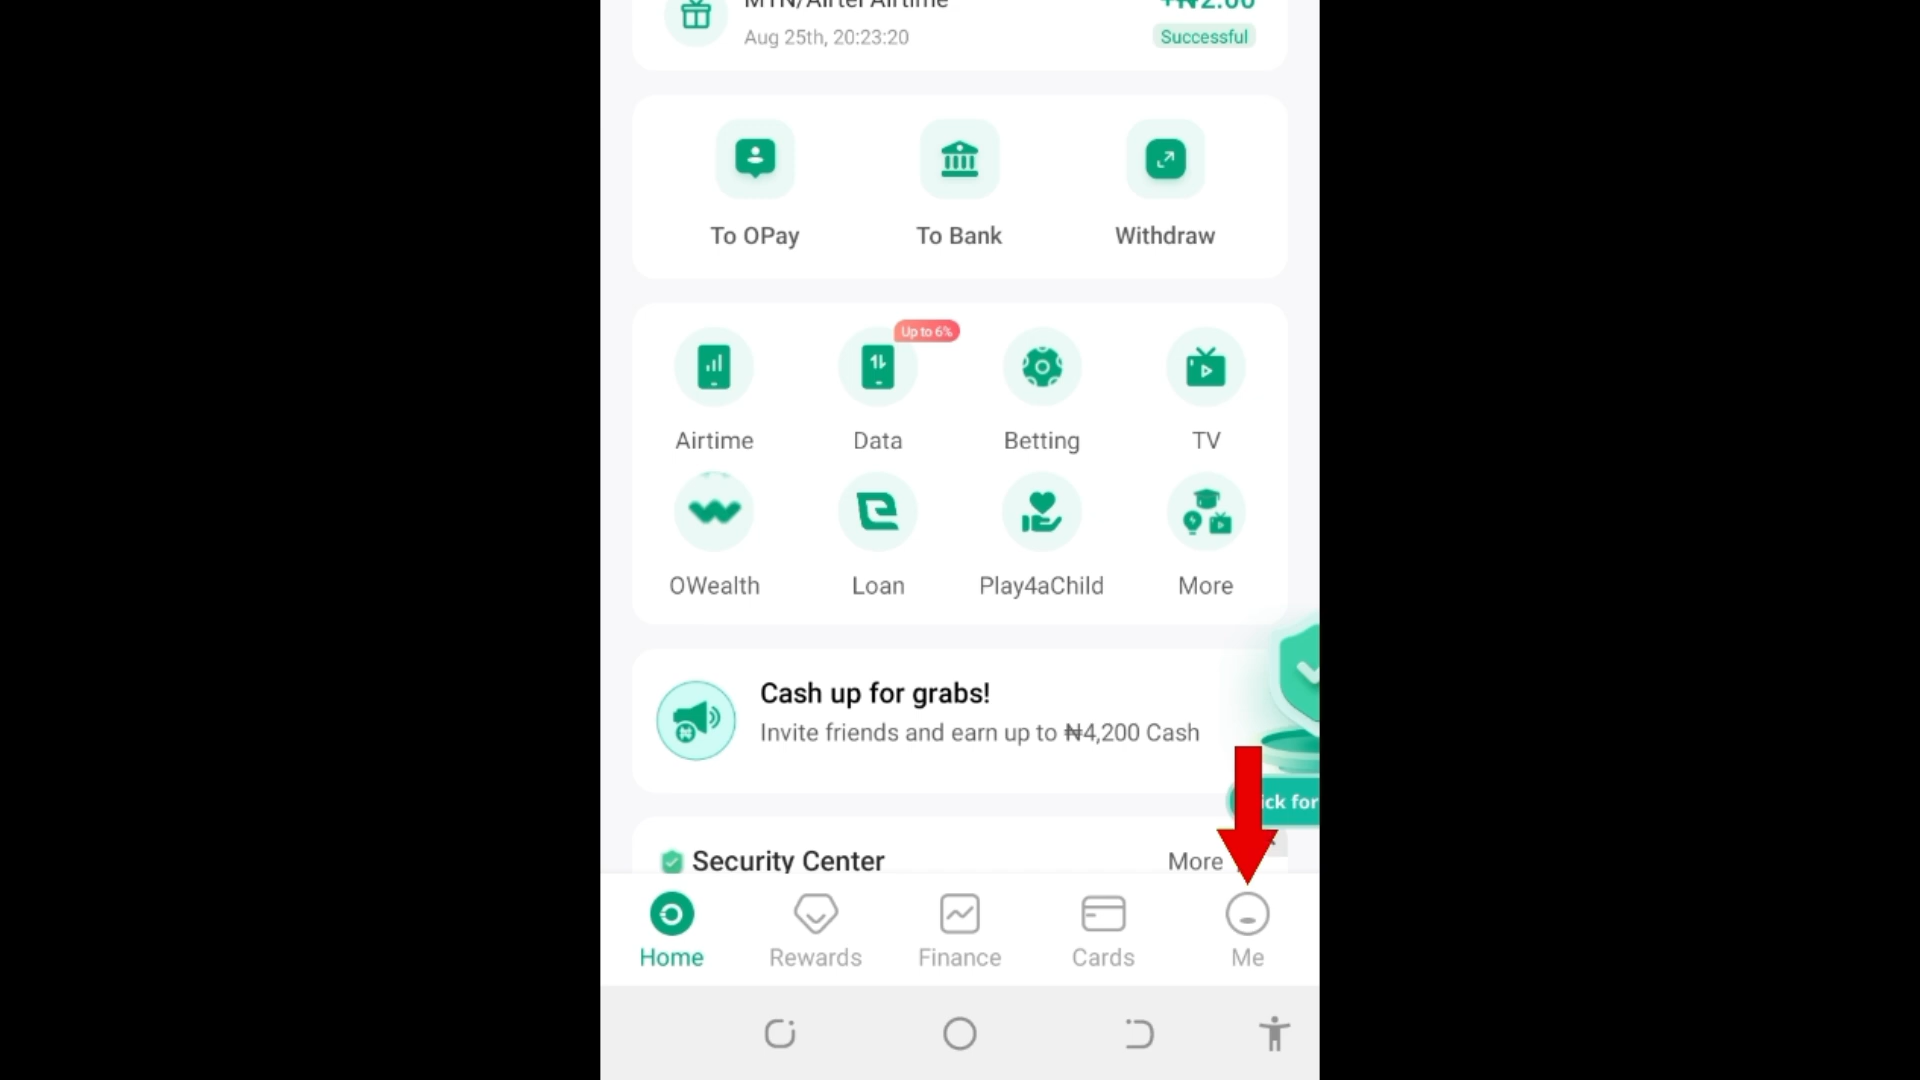 MTN/Airtel Airtime
+₦2.00
Aug 25th, 20:23:20
Successful
To OPay
To Bank
Withdraw
Up to 6%
Airtime
Data
Betting
TV
OWealth
Loan
Play4aChild
More
Cash up for grabs!
Invite friends and earn up to ₦4,200 Cash
ick for
Security Center
More
Home
Rewards
Finance
Cards
Me